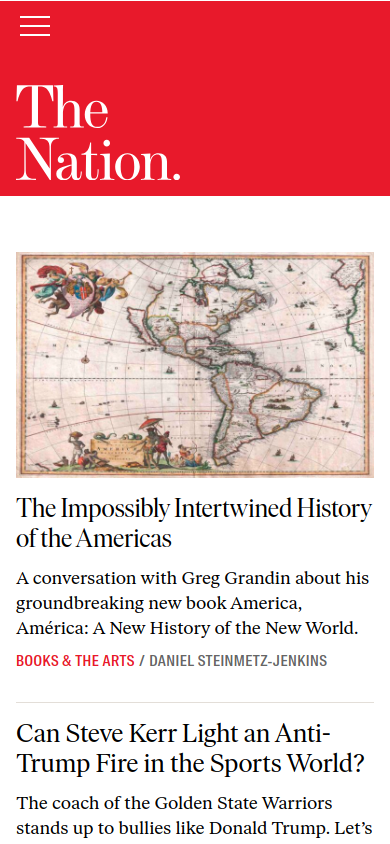 The
Nation.
The Impossibly Intertwined History
of the Americas
A conversation with Greg Grandin about his
groundbreaking new book America,
América: A New History of the New World.
BOOKS & THE ARTS / DANIEL STEINMETZ-JENKINS
Can Steve Kerr Light an Anti-
Trump Fire in the Sports World?
The coach of the Golden State Warriors
stands up to bullies like Donald Trump. Let’s